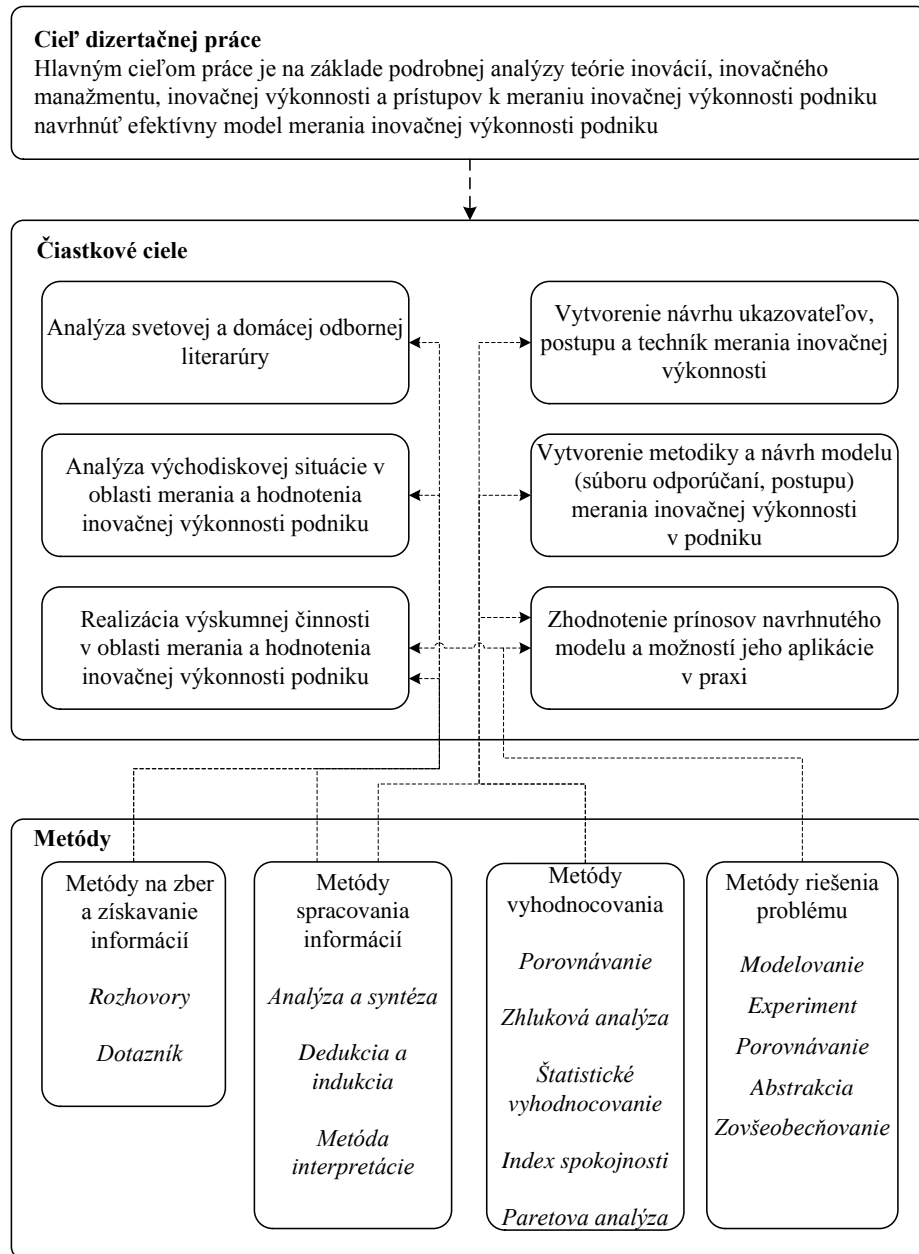 Cieľ dizertačnej práce
Hlavným cieľom práce je na základe podrobnej analýzy teórie inovácií, inovačného
manažmentu, inovačnej výkonnosti a prístupov k meraniu inovačnej výkonnosti podniku
navrhnúť efektívny model merania inovačnej výkonnosti podniku
Čiastkové ciele
Analýza svetovej a domácej odbornej
literarúry
Vytvorenie návrhu ukazovateľov,
postupu a techník merania inovačnej
výkonnosti
Analýza východiskovej situácie v
oblasti merania a hodnotenia
inovačnej výkonnosti podniku
Vytvorenie metodiky a návrh modelu
(súboru odporúčaní, postupu)
merania inovačnej výkonnosti
v podniku
Realizácia výskumnej činnosti
v oblasti merania a hodnotenia
inovačnej výkonnosti podniku
Zhodnotenie prínosov navrhnutého
modelu a možností jeho aplikácie
v praxi
Metódy
Metódy na zber
a získavanie
informácií
Rozhovory
Dotazník
Metódy
spracovania
informácií
Analýza a syntéza
Dedukcia a
indukcia
Metóda
interpretácie
Metódy
vyhodnocovania
Porovnávanie
Zhluková analýza
Štatistické
vyhodnocovanie
Index spokojnosti
Paretova analýza
Metódy riešenia
problému
Modelovanie
Experiment
Porovnávanie
Abstrakcia
Zovšeobecňovanie